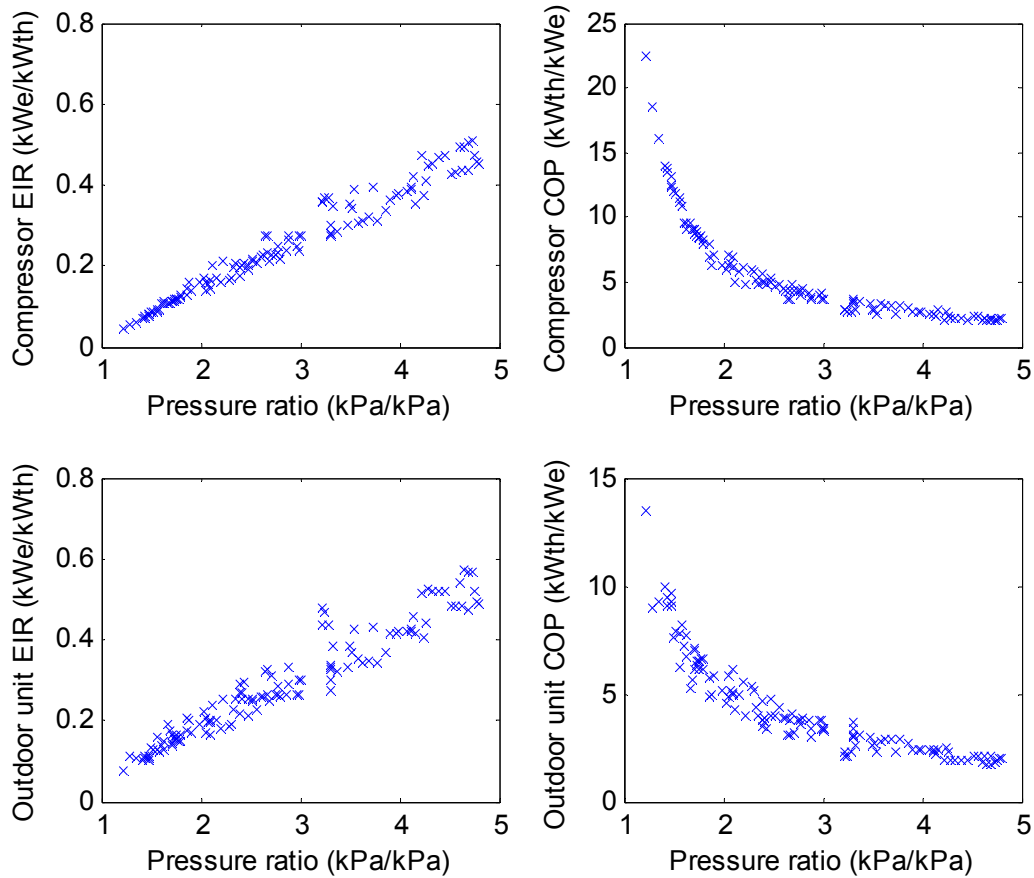 0.8
0.6
0.4
0.2
0
1 2 3 4 5
Compressor EIR (kWe/kWth)
Pressure ratio (kPa/kPa)
25
20
15
10
5
0
1 2 3 4 5
Compressor COP (kWth/kWe)
Pressure ratio (kPa/kPa)
0.8
0.6
0.4
0.2
0
1 2 3 4 5
Outdoor unit EIR (kWe/kWth)
Pressure ratio (kPa/kPa)
15
10
5
0
1 2 3 4 5
Outdoor unit COP (kWth/kWe)
Pressure ratio (kPa/kPa)